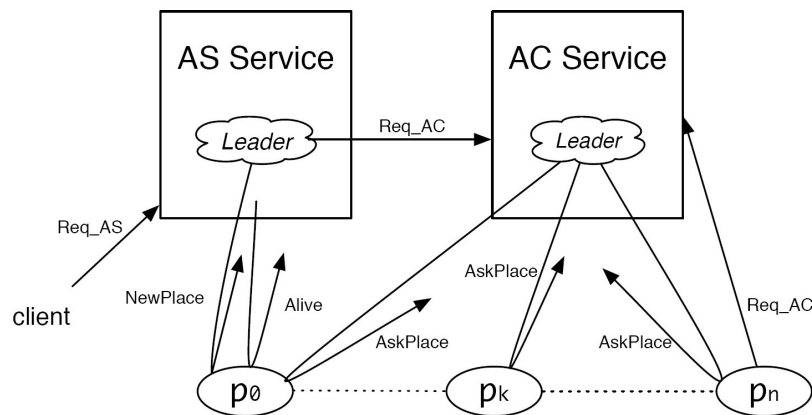 AS Service
AC Service
Leader
Req_AC
Leader
Req_AS
client
NewPlace
Alive
AskPlace
AskPlace
AskPlace
Req_AC
p0
pk
pn